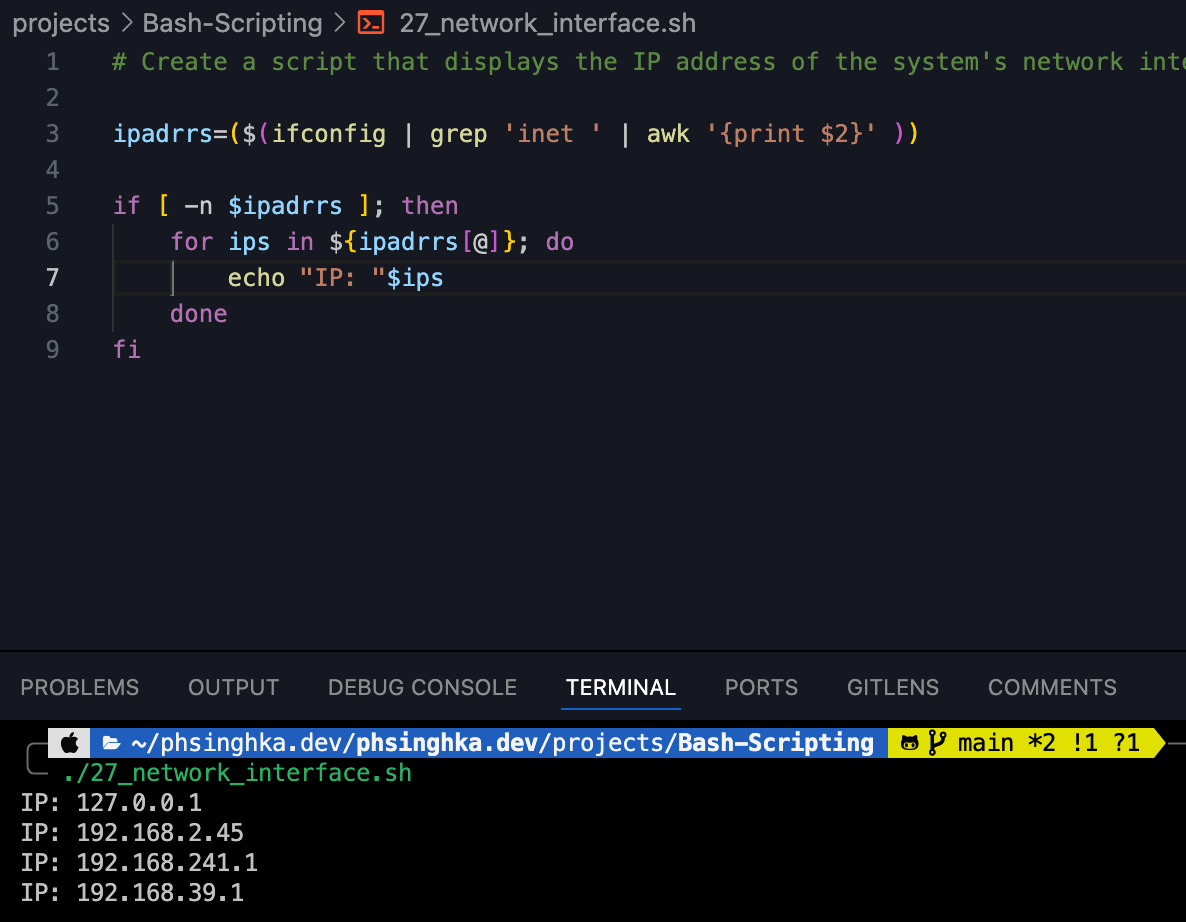 projects > Bash-Scripting > 27_network_interface.sh
1 # Create a script that displays the IP address of the system's network inte
2
3 ipadrrs=($(ifconfig | grep 'inet ' | awk '{print $2}' ))
4
5 if [ -n $ipadrrs ]; then
6     for ips in ${ipadrrs[@]}; do
7         echo "IP: "$ips
8     done
9 fi
PROBLEMS OUTPUT DEBUG CONSOLE TERMINAL PORTS GITLENS COMMENTS
~/phsinghka.dev/phsinghka.dev/projects/Bash-Scripting main *2 !1 ?1
./27_network_interface.sh
IP: 127.0.0.1
IP: 192.168.2.45
IP: 192.168.241.1
IP: 192.168.39.1